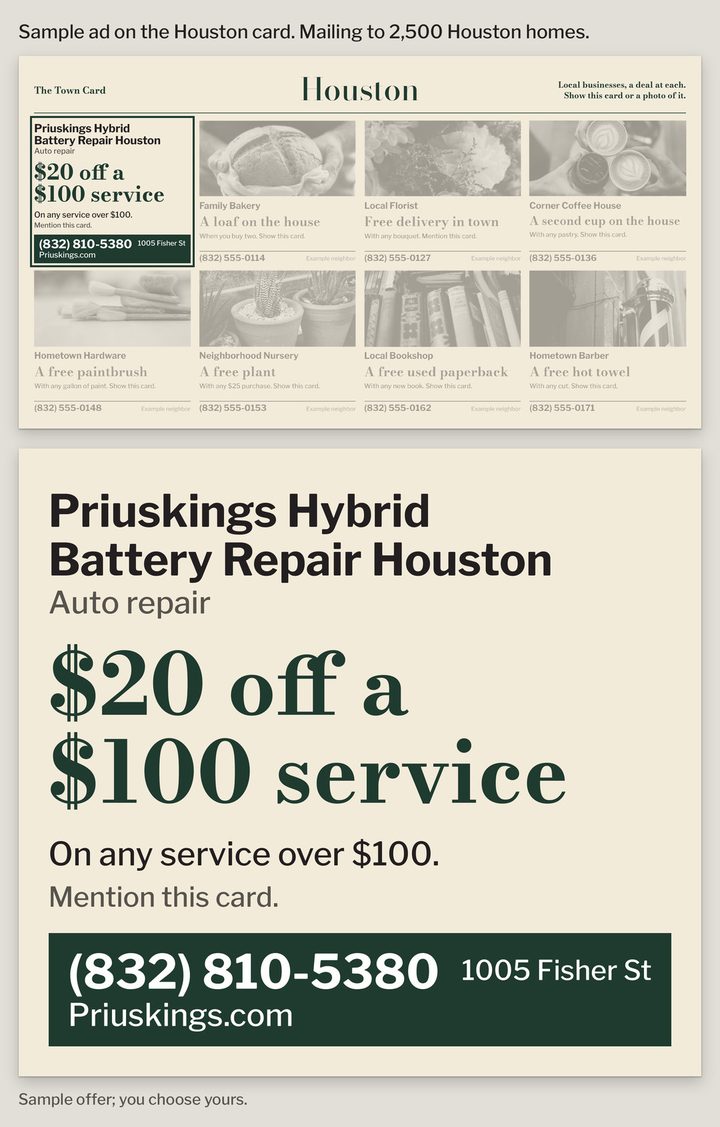 Sample ad on the Houston card. Mailing to 2,500 Houston homes.
The Town Card
Houston
Local businesses, a deal at each.
Show this card or a photo of it.
Priuskings Hybrid
Battery Repair Houston
Auto repair
$20 off a
$100 service
On any service over $100.
Mention this card.
(832) 810-5380 1005 Fisher St
Priuskings.com
Family Bakery
A loaf on the house
When you buy two. Show this card.
(832) 555-0114 Example neighbor
Local Florist
Free delivery in town
With any bouquet. Mention this card.
(832) 555-0127 Example neighbor
Corner Coffee House
A second cup on the house
With any pastry. Show this card.
(832) 555-0136 Example neighbor
Hometown Hardware
A free paintbrush
With any gallon of paint. Show this card.
(832) 555-0148 Example neighbor
Neighborhood Nursery
A free plant
With any $25 purchase. Show this card.
(832) 555-0153 Example neighbor
Local Bookshop
A free used paperback
With any new book. Show this card.
(832) 555-0162 Example neighbor
Hometown Barber
A free hot towel
With any cut. Show this card.
(832) 555-0171 Example neighbor
Priuskings Hybrid
Battery Repair Houston
Auto repair
$20 off a
$100 service
On any service over $100.
Mention this card.
(832) 810-5380 1005 Fisher St
Priuskings.com
Sample offer; you choose yours.